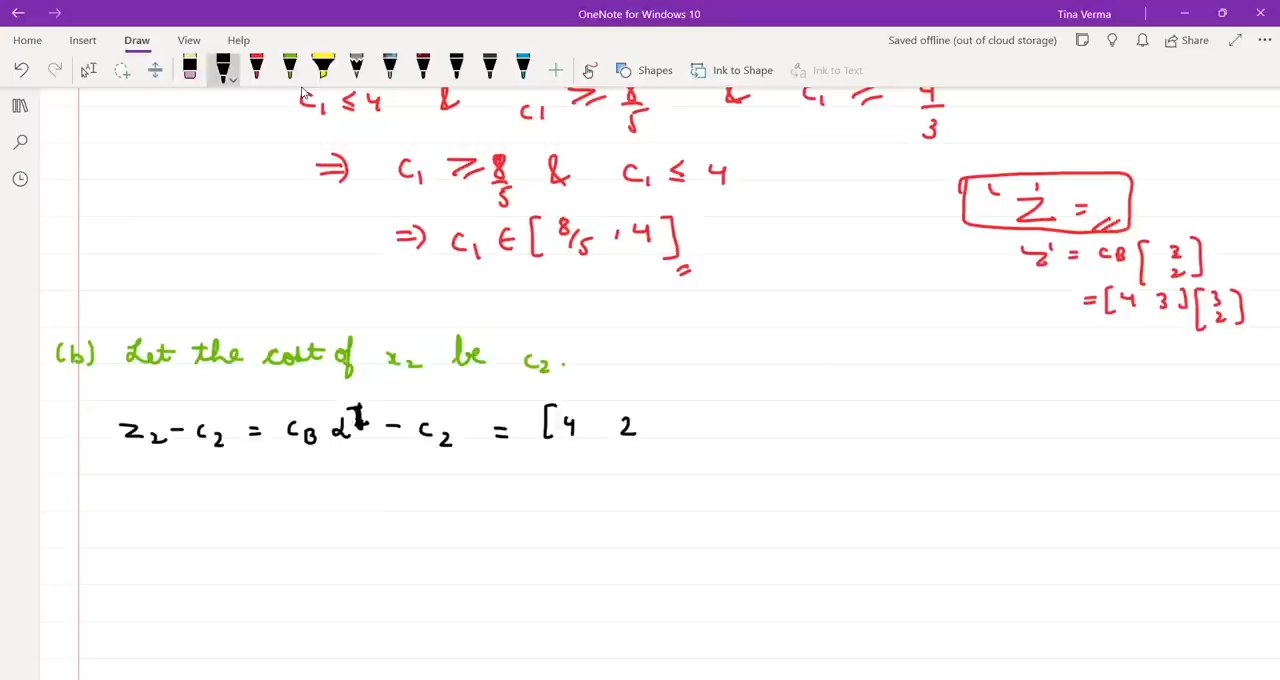 OneNote for Windows 10
Tina Verma
Home Insert Draw View Help
Saved offline (out of cloud storage)
Share
Shapes
Ink to Shape
Ink to Text
c₁ ≤ 4 & c₁ ≥ 8/5 & c₁ ≥ 4/3
⇒ c₁ ≥ 8/5 & c₁ ≤ 4
⇒ c₁ ∈ [8/5, 4]
Z =
= c_B [3 2]
= [4 3] [3 2]
(b) Let the cost of x₂ be c₂.
z₂ - c₂ = c_B α - c₂ = [4 2